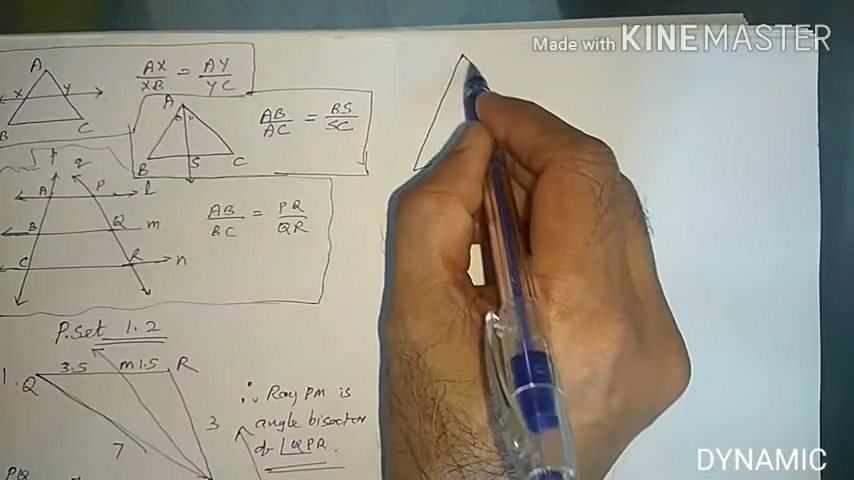 Made with KINEMASTER
A
X Y
B C
AX/XB = AY/YC
A
B S C
AB/AC = BS/SC
p q
A P l
B Q m
C R n
AB/BC = PQ/QR
P.Set 1.2
1. Q 3.5 M 1.5 R
7 3
∴ Ray PM is
angle bisector
of ∠QPR.
PQ
DYNAMIC